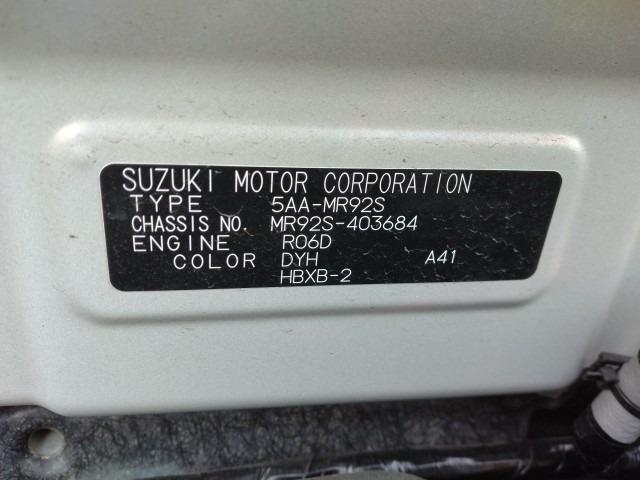 SUZUKI MOTOR CORPORATION
TYPE 5AA-MR92S
CHASSIS NO. MR92S-403684
ENGINE R06D
COLOR DYH A41
HBXB-2